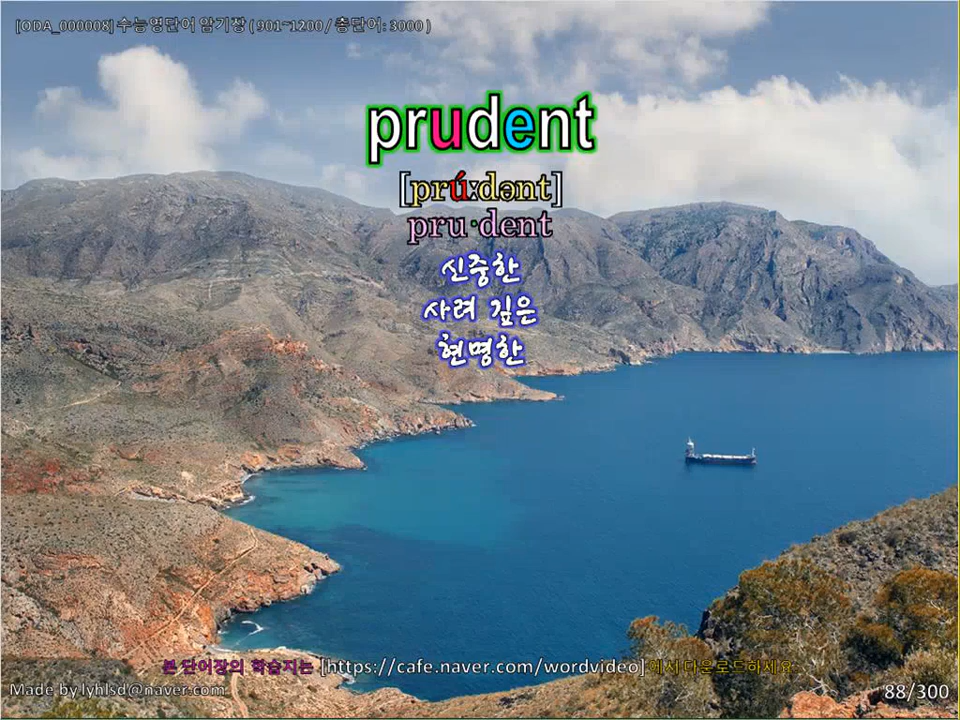 [ODA_000008] 수능영단어 암기장 ( 901~1200 / 총단어: 3000 )
prudent
[prúːdənt]
pru·dent
신중한
사려 깊은
현명한
본 단어장의 학습지는 [https://cafe.naver.com/wordvideo]에서 다운로드하세요
Made by lyhlsd@naver.com
88/300